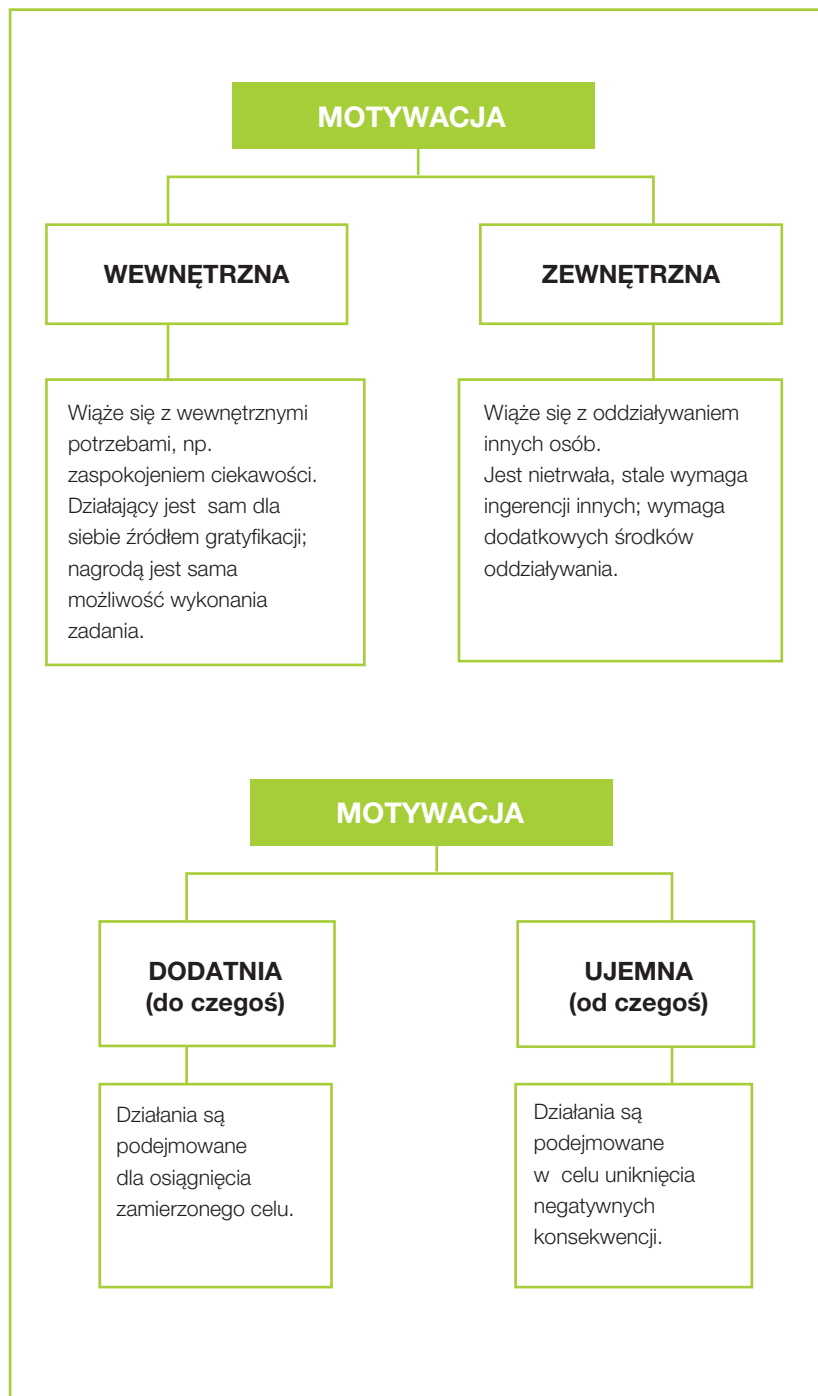 MOTYWACJA
WEWNĘTRZNA
Wiąże się z wewnętrznymi
potrzebami, np.
zaspokojeniem ciekawości.
Działający jest sam dla
siebie źródłem gratyfikacji;
nagrodą jest sama
możliwość wykonania
zadania.
ZEWNĘTRZNA
Wiąże się z oddziaływaniem
innych osób.
Jest nietrwała, stale wymaga
ingerencji innych; wymaga
dodatkowych środków
oddziaływania.
MOTYWACJA
DODATNIA
(do czegoś)
Działania są
podejmowane
dla osiągnięcia
zamierzonego celu.
UJEMNA
(od czegoś)
Działania są
podejmowane
w celu uniknięcia
negatywnych
konsekwencji.